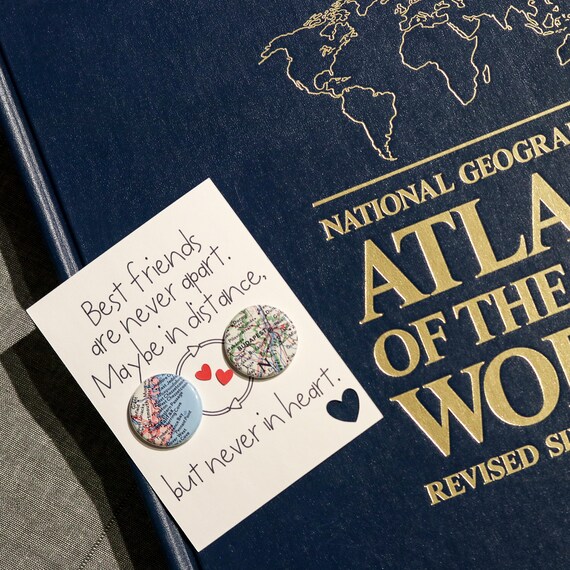 NATIONAL GEOGRA
ATLA
OF THE
WO
REVISED SI
Best friends
are never apart.
Maybe in distance,
but never in heart.